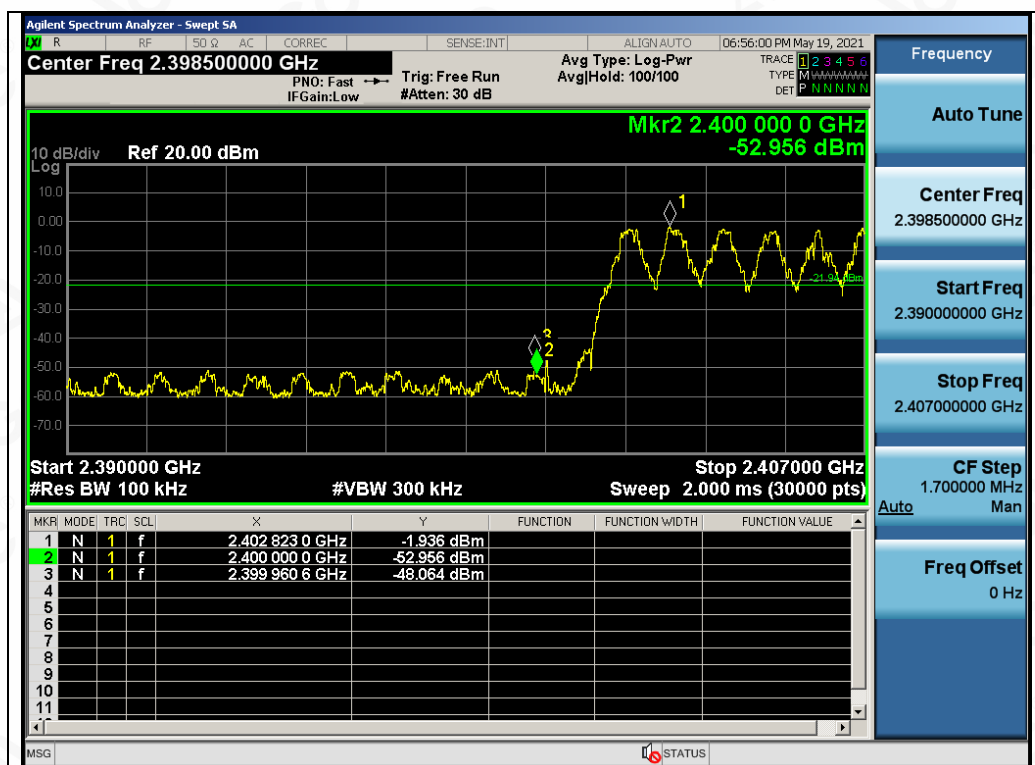 Agilent Spectrum Analyzer - Swept SA
LXI R RF 50 Ω AC CORREC SENSE:INT ALIGN AUTO 06:56:00 PM May 19, 2021
Center Freq 2.398500000 GHz
PNO: Fast
IFGain:Low
Trig: Free Run
#Atten: 30 dB
Avg Type: Log-Pwr
Avg|Hold: 100/100
TRACE 1 2 3 4 5 6
TYPE M
DET P N N N N N
Mkr2 2.400 000 0 GHz
-52.956 dBm
10 dB/div Ref 20.00 dBm
Log
10.0
0.00
-10.0
-20.0
-30.0
-40.0
-50.0
-60.0
-70.0
1
-21.94 dBm
3
2
Start 2.390000 GHz Stop 2.407000 GHz
#Res BW 100 kHz #VBW 300 kHz Sweep 2.000 ms (30000 pts)
MKR MODE TRC SCL X Y FUNCTION FUNCTION WIDTH FUNCTION VALUE
1 N 1 f 2.402 823 0 GHz -1.936 dBm
2 N 1 f 2.400 000 0 GHz -52.956 dBm
3 N 1 f 2.399 960 6 GHz -48.064 dBm
4
5
6
7
8
9
10
11
MSG STATUS
Frequency
Auto Tune
Center Freq
2.398500000 GHz
Start Freq
2.390000000 GHz
Stop Freq
2.407000000 GHz
CF Step
1.700000 MHz
Auto Man
Freq Offset
0 Hz